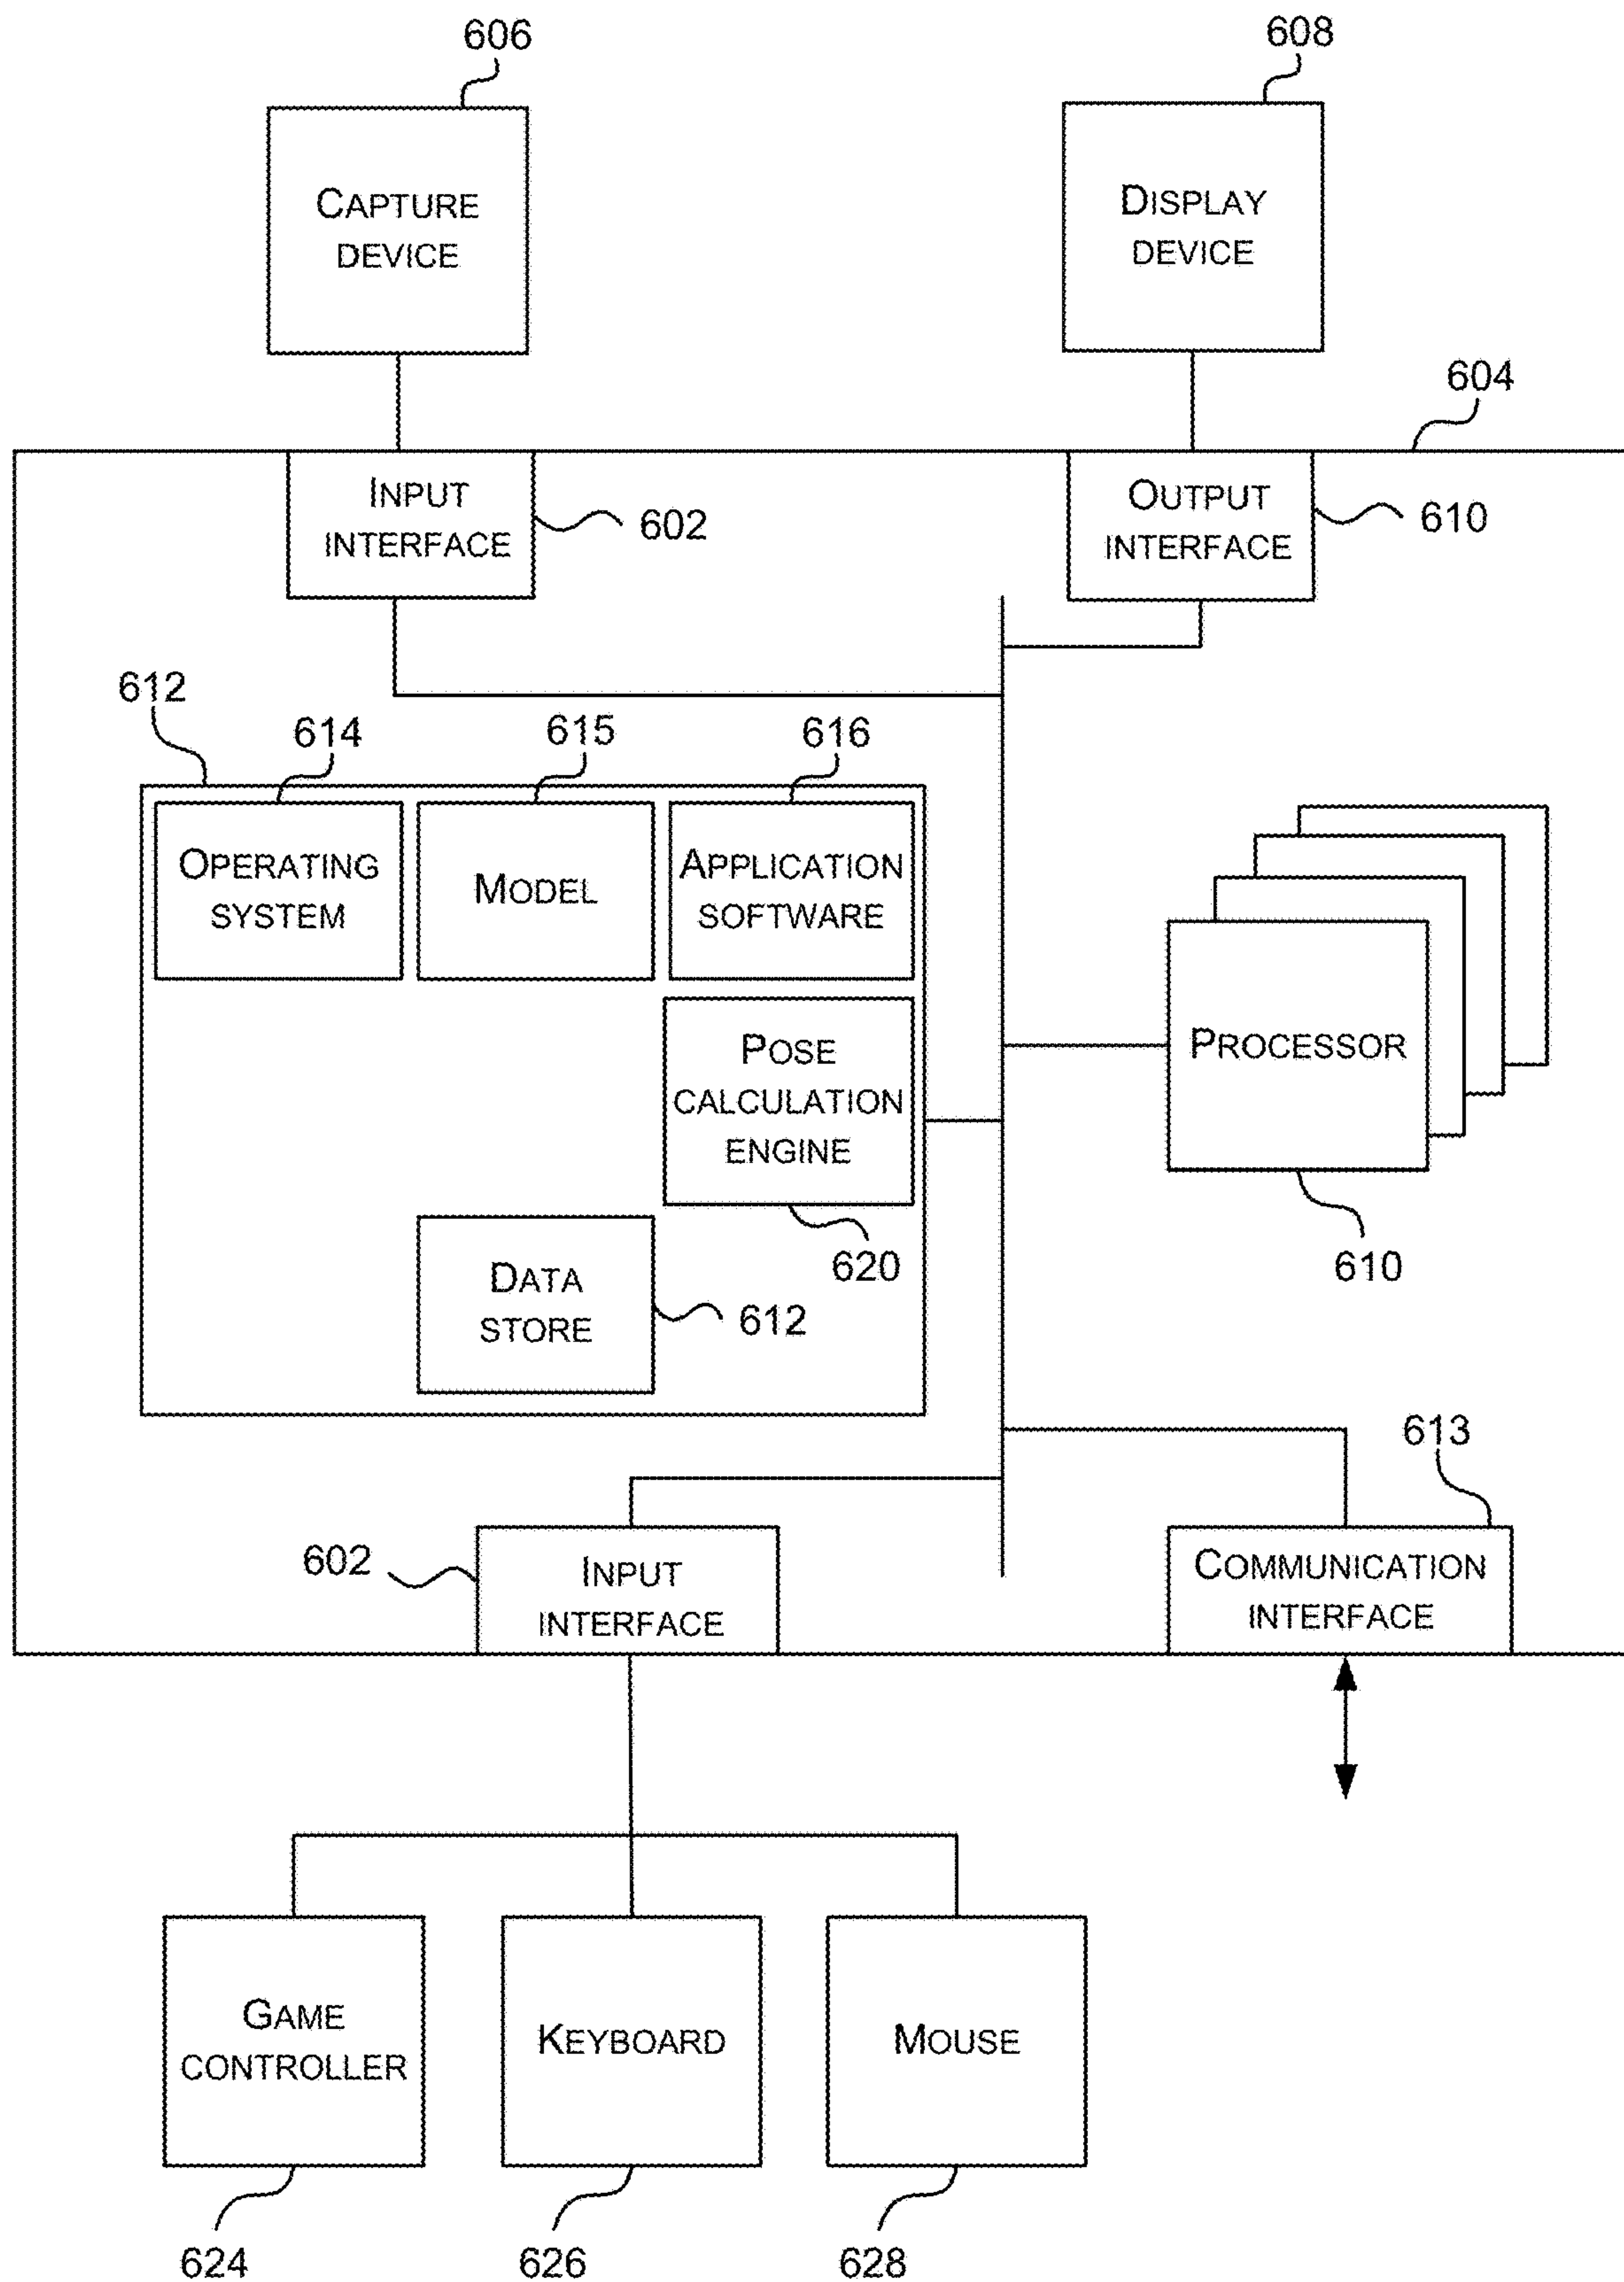 606
608
CAPTURE
DEVICE
DISPLAY
DEVICE
604
INPUT
INTERFACE
602
OUTPUT
INTERFACE
610
612
614
615
616
OPERATING
SYSTEM
MODEL
APPLICATION
SOFTWARE
POSE
CALCULATION
ENGINE
620
PROCESSOR
610
DATA
STORE
612
613
602
INPUT
INTERFACE
COMMUNICATION
INTERFACE
GAME
CONTROLLER
KEYBOARD
MOUSE
624
626
628